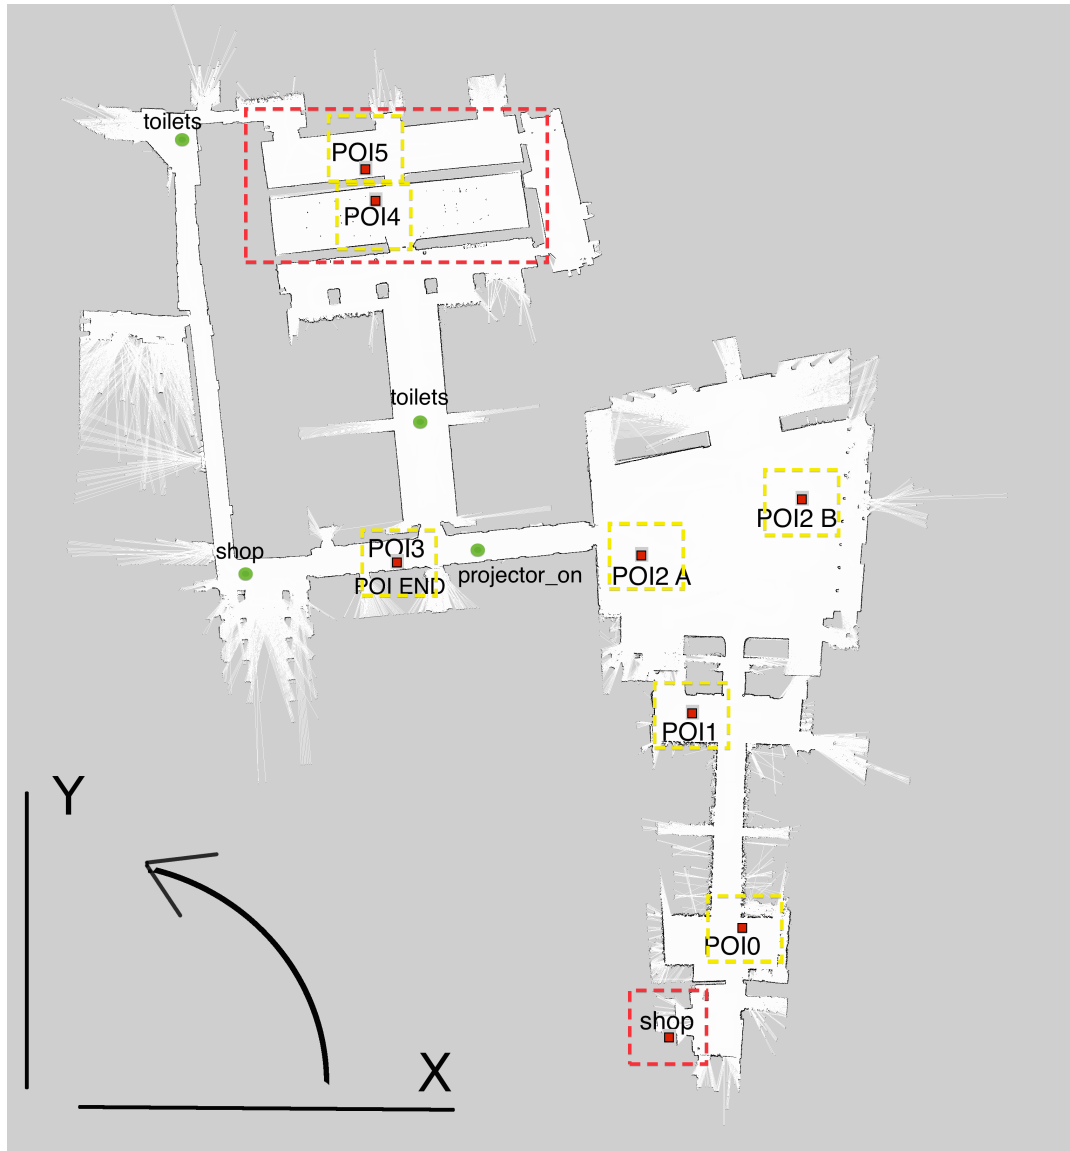 toilets
POI5
POI4
toilets
POI2 B
shop
POI3
projector_on
POI2 A
POI END
POI1
Y
POI0
shop
X